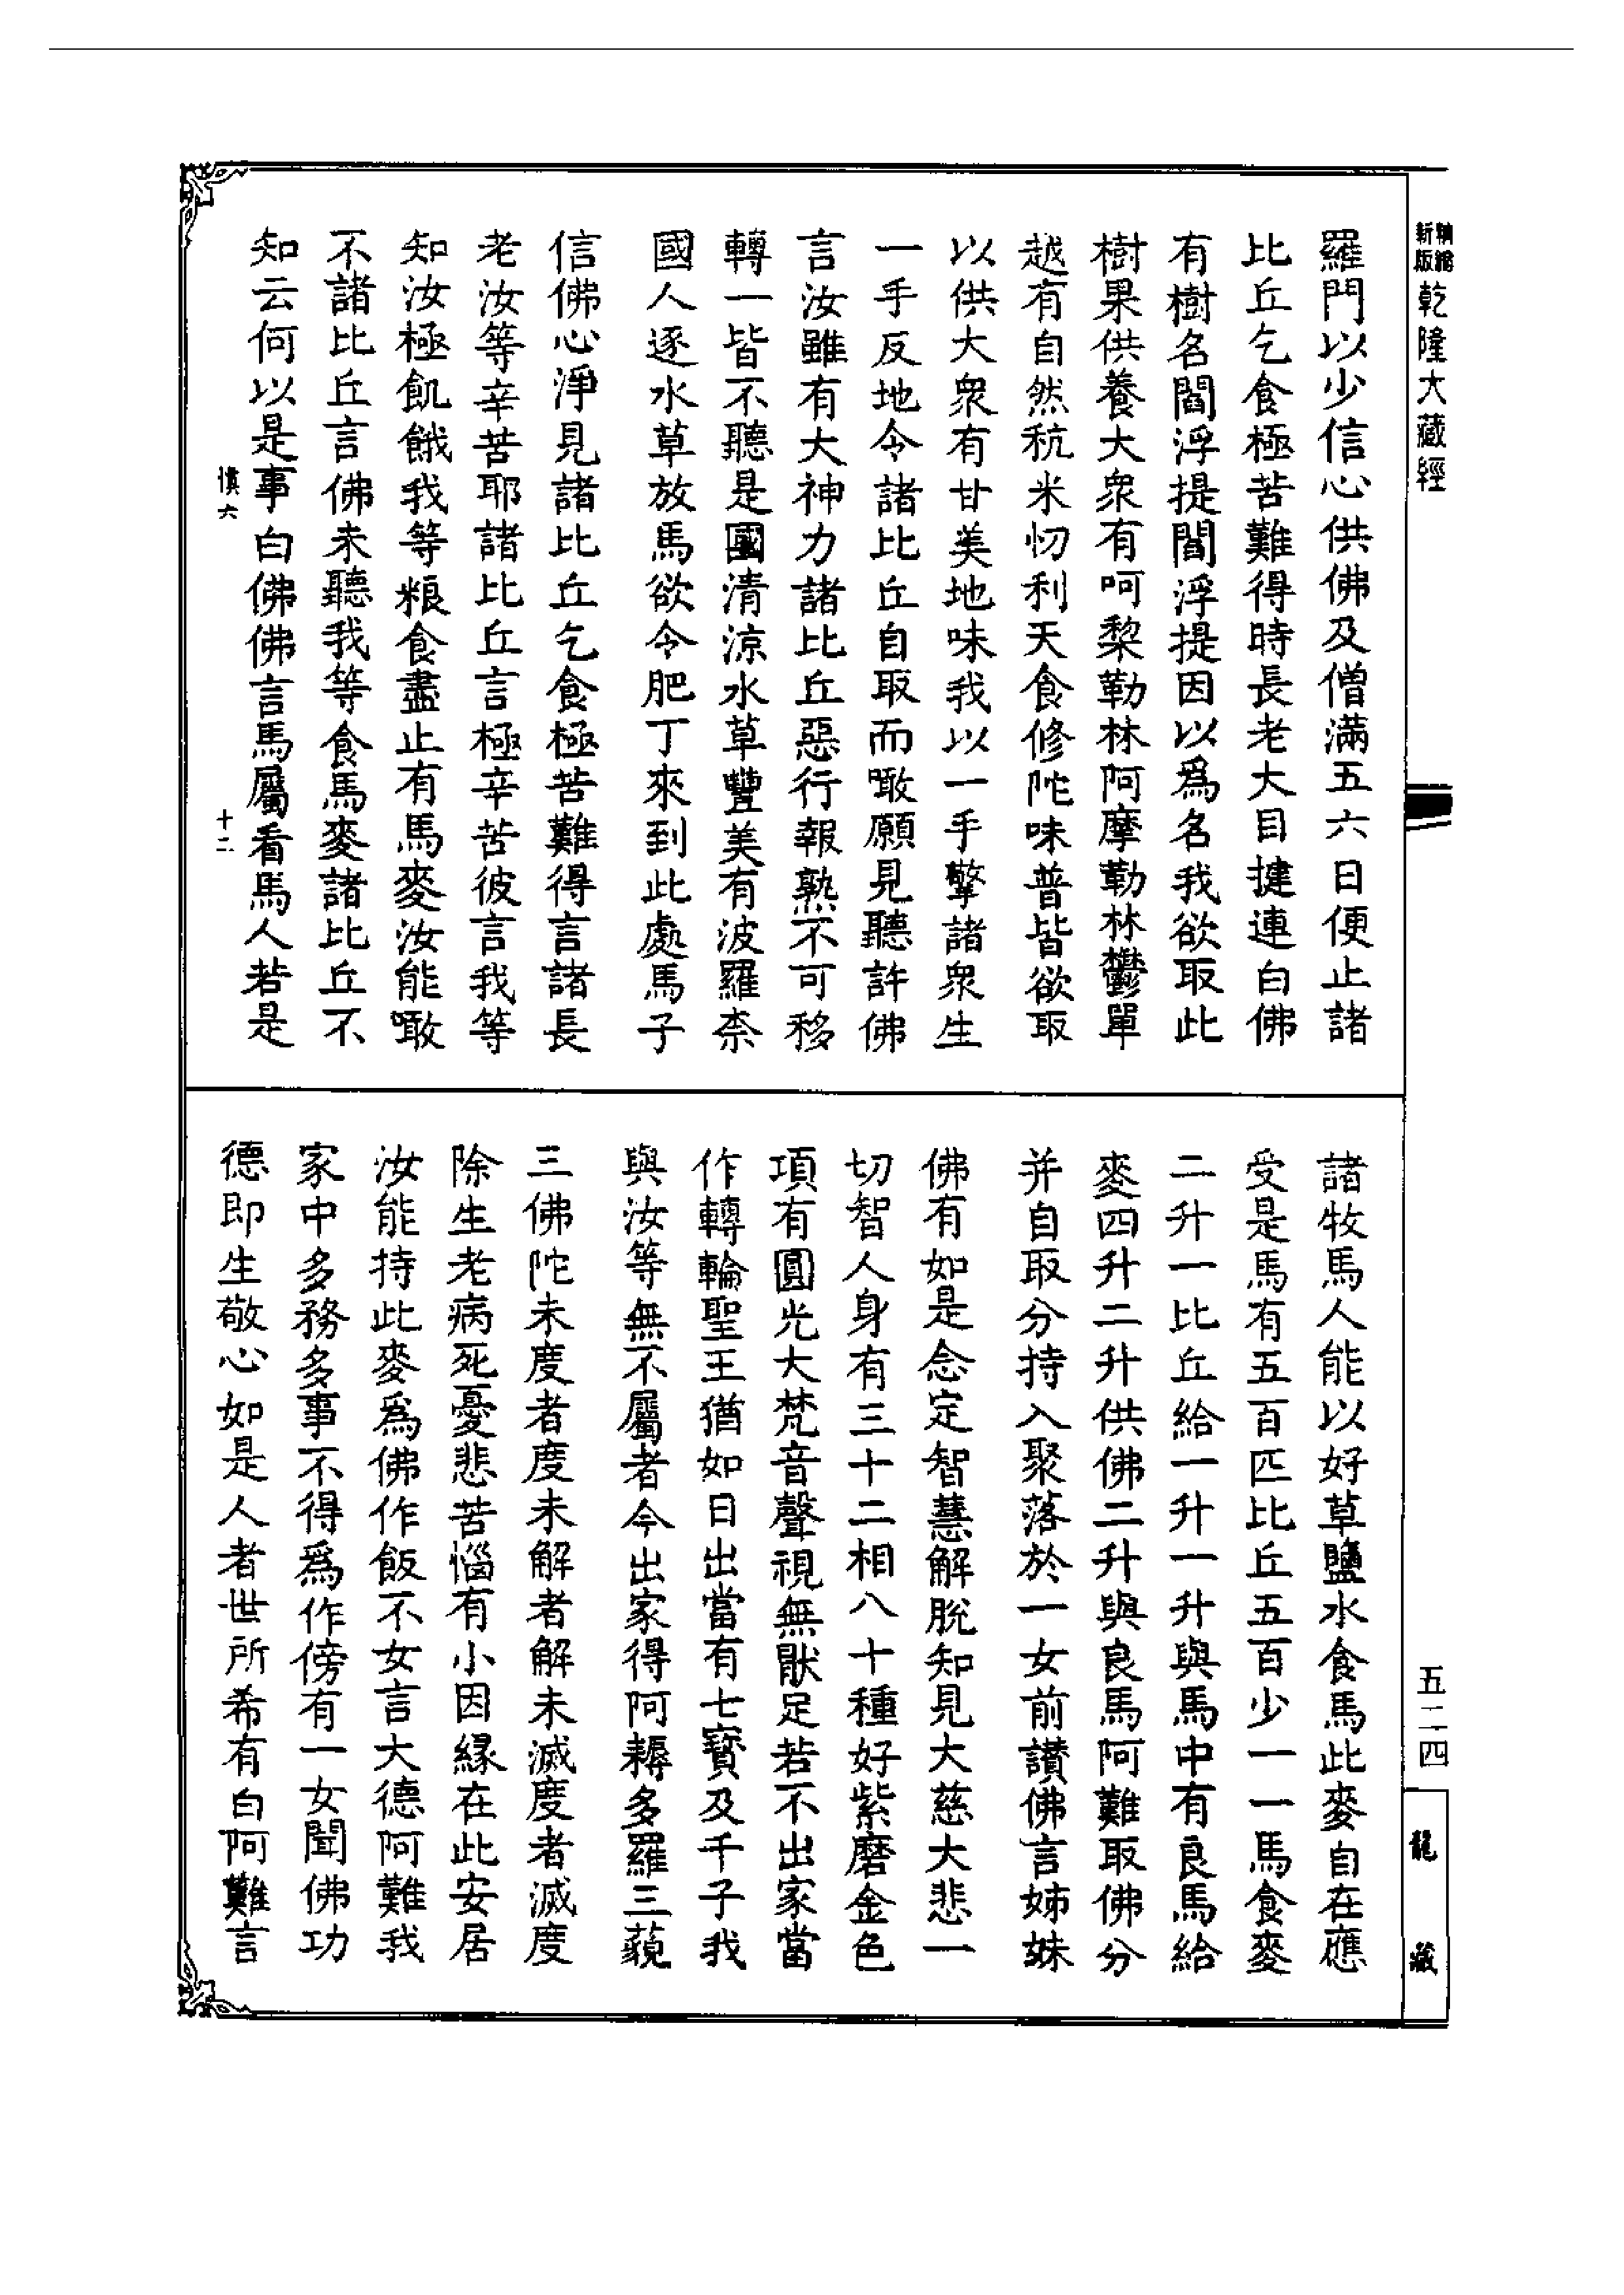 精縮新版乾隆大藏經
羅門以少信心供佛及僧滿五六日便止諸
比丘乞食極苦難得時長老大目揵連白佛
有樹名閻浮提閻浮提因以爲名我欲取此
樹果供養大衆有呵梨勒林阿摩勒林鬱單
越有自然秔米忉利天食修陀味普皆欲取
以供大衆有甘美地味我以一手擎諸衆生
一手反地令諸比丘自取而噉願見聽許佛
言汝雖有大神力諸比丘惡行報熟不可移
轉一皆不聽是國清涼水草豐美有波羅柰
國人逐水草放馬欲令肥丁來到此處馬子
信佛心淨見諸比丘乞食極苦難得言諸長
老汝等辛苦耶諸比丘言極辛苦彼言我等
知汝極飢餓我等粮食盡止有馬麥汝能噉
不諸比丘言佛未聽我等食馬麥諸比丘不
知云何以是事白佛佛言馬屬看馬人若是
慎六
十二
諸牧馬人能以好草鹽水食馬此麥自在應
受是馬有五百匹比丘五百少一一馬食麥
二升一比丘給一升一升與馬中有良馬給
麥四升二升供佛二升與良馬阿難取佛分
并自取分持入聚落於一女前讃佛言姊妹
佛有如是念定智慧解脫知見大慈大悲一
切智人身有三十二相八十種好紫磨金色
項有圓光大梵音聲視無猒足若不出家當
作轉輪聖王猶如日出當有七寳及千子我
與汝等無不屬者今出家得阿耨多羅三藐
三佛陀未度者度未解者解未滅度者滅度
除生老病死憂悲苦惱有小因緣在此安居
汝能持此麥爲佛作飯不女言大德阿難我
家中多務多事不得爲作傍有一女聞佛功
德即生敬心如是人者世所希有白阿難言
五二四
龍藏